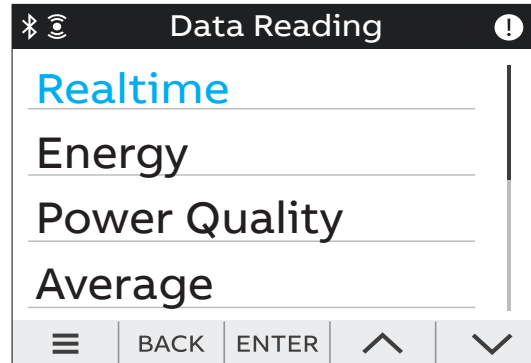 Data Reading
Realtime
Energy
Power Quality
Average
BACK ENTER